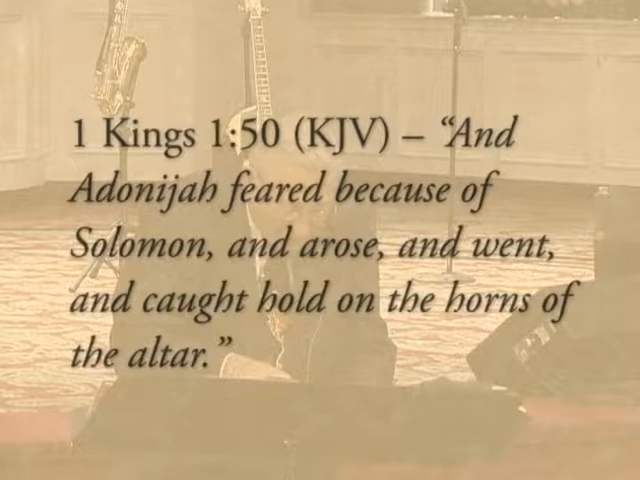 1 Kings 1:50 (KJV) – “And
Adonijah feared because of
Solomon, and arose, and went,
and caught hold on the horns of
the altar.”